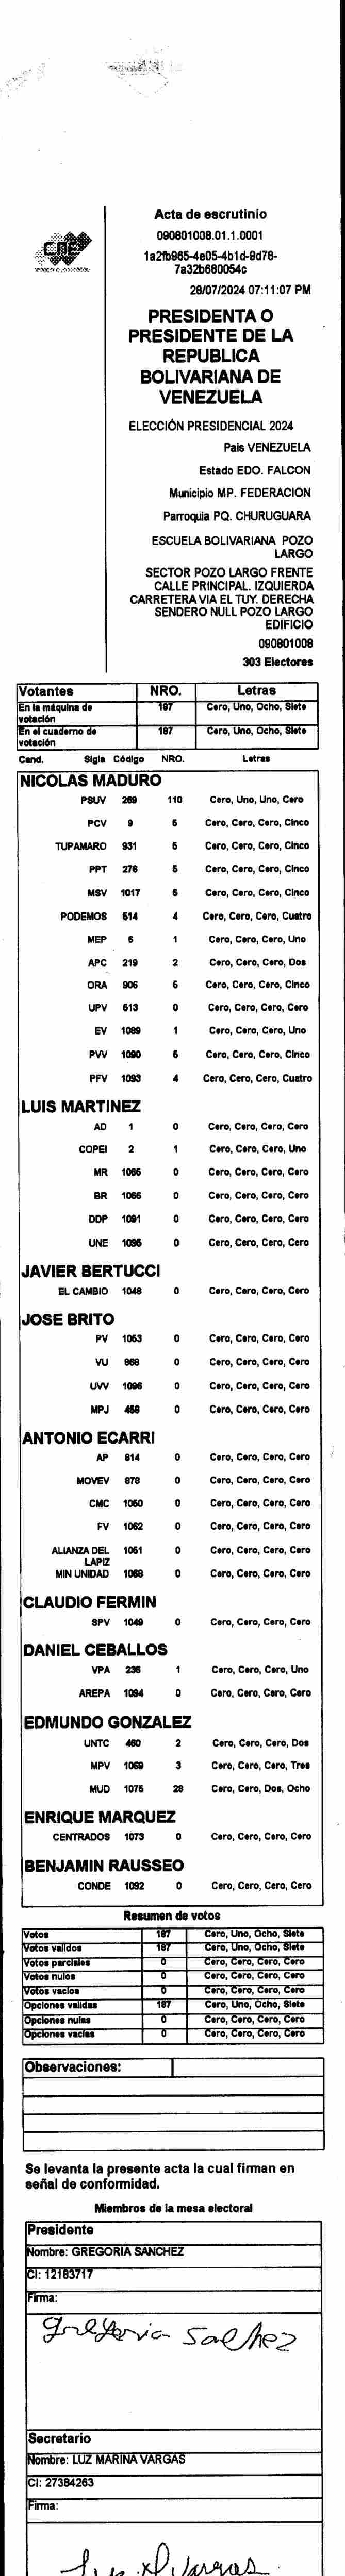 CNE
Acta de escrutinio
090801008.01.1.0001
1a2fb965-4e05-4b1d-9d78-
7a32b680054c
28/07/2024 07:11:07 PM
PRESIDENTA O
PRESIDENTE DE LA
REPUBLICA
BOLIVARIANA DE
VENEZUELA
ELECCIÓN PRESIDENCIAL 2024
Pais VENEZUELA
Estado EDO. FALCON
Municipio MP. FEDERACION
Parroquia PQ. CHURUGUARA
ESCUELA BOLIVARIANA POZO
LARGO
SECTOR POZO LARGO FRENTE
CALLE PRINCIPAL. IZQUIERDA
CARRETERA VIA EL TUY. DERECHA
SENDERO NULL POZO LARGO
EDIFICIO
090801008
303 Electores
Votantes NRO. Letras
En la máquina de votación 187 Cero, Uno, Ocho, Siete
En el cuaderno de votación 187 Cero, Uno, Ocho, Siete
Cand. Sigla Código NRO. Letras
NICOLAS MADURO
PSUV 269 110 Cero, Uno, Uno, Cero
PCV 9 5 Cero, Cero, Cero, Cinco
TUPAMARO 931 5 Cero, Cero, Cero, Cinco
PPT 276 5 Cero, Cero, Cero, Cinco
MSV 1017 5 Cero, Cero, Cero, Cinco
PODEMOS 514 4 Cero, Cero, Cero, Cuatro
MEP 6 1 Cero, Cero, Cero, Uno
APC 219 2 Cero, Cero, Cero, Dos
ORA 906 5 Cero, Cero, Cero, Cinco
UPV 513 0 Cero, Cero, Cero, Cero
EV 1089 1 Cero, Cero, Cero, Uno
PVV 1090 5 Cero, Cero, Cero, Cinco
PFV 1093 4 Cero, Cero, Cero, Cuatro
LUIS MARTINEZ
AD 1 0 Cero, Cero, Cero, Cero
COPEI 2 1 Cero, Cero, Cero, Uno
MR 1065 0 Cero, Cero, Cero, Cero
BR 1066 0 Cero, Cero, Cero, Cero
DDP 1091 0 Cero, Cero, Cero, Cero
UNE 1095 0 Cero, Cero, Cero, Cero
JAVIER BERTUCCI
EL CAMBIO 1048 0 Cero, Cero, Cero, Cero
JOSE BRITO
PV 1053 0 Cero, Cero, Cero, Cero
VU 868 0 Cero, Cero, Cero, Cero
UVV 1096 0 Cero, Cero, Cero, Cero
MPJ 458 0 Cero, Cero, Cero, Cero
ANTONIO ECARRI
AP 814 0 Cero, Cero, Cero, Cero
MOVEV 878 0 Cero, Cero, Cero, Cero
CMC 1050 0 Cero, Cero, Cero, Cero
FV 1062 0 Cero, Cero, Cero, Cero
ALIANZA DEL LAPIZ 1051 0 Cero, Cero, Cero, Cero
MIN UNIDAD 1068 0 Cero, Cero, Cero, Cero
CLAUDIO FERMIN
SPV 1049 0 Cero, Cero, Cero, Cero
DANIEL CEBALLOS
VPA 236 1 Cero, Cero, Cero, Uno
AREPA 1094 0 Cero, Cero, Cero, Cero
EDMUNDO GONZALEZ
UNTC 460 2 Cero, Cero, Cero, Dos
MPV 1069 3 Cero, Cero, Cero, Tres
MUD 1075 28 Cero, Cero, Dos, Ocho
ENRIQUE MARQUEZ
CENTRADOS 1073 0 Cero, Cero, Cero, Cero
BENJAMIN RAUSSEO
CONDE 1092 0 Cero, Cero, Cero, Cero
Resumen de votos
Votos 187 Cero, Uno, Ocho, Siete
Votos validos 187 Cero, Uno, Ocho, Siete
Votos parciales 0 Cero, Cero, Cero, Cero
Votos nulos 0 Cero, Cero, Cero, Cero
Votos vacios 0 Cero, Cero, Cero, Cero
Opciones validas 187 Cero, Uno, Ocho, Siete
Opciones nulas 0 Cero, Cero, Cero, Cero
Opciones vacias 0 Cero, Cero, Cero, Cero
Observaciones:
Se levanta la presente acta la cual firman en
señal de conformidad.
Miembros de la mesa electoral
Presidente
Nombre: GREGORIA SANCHEZ
CI: 12183717
Firma:
Secretario
Nombre: LUZ MARINA VARGAS
CI: 27384263
Firma:
Vargas